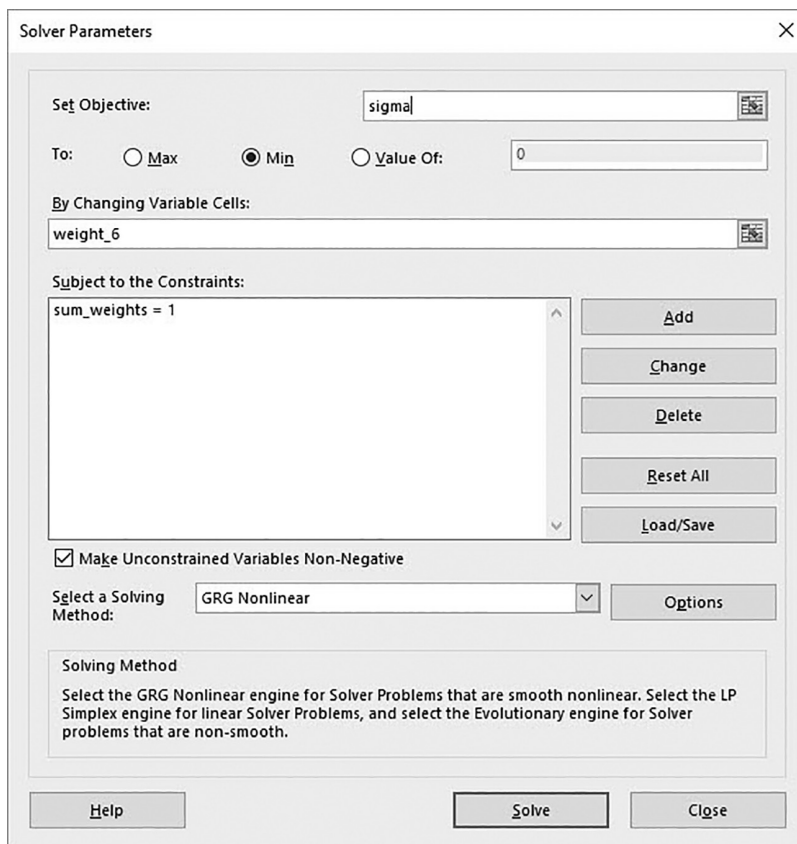 Solver Parameters
Set Objective:
sigma
To:
Max
Min
Value Of:
0
By Changing Variable Cells:
weight_6
Subject to the Constraints:
sum_weights = 1
Add
Change
Delete
Reset All
Load/Save
Make Unconstrained Variables Non-Negative
Select a Solving
Method:
GRG Nonlinear
Options
Solving Method
Select the GRG Nonlinear engine for Solver Problems that are smooth nonlinear. Select the LP
Simplex engine for linear Solver Problems, and select the Evolutionary engine for Solver
problems that are non-smooth.
Help
Solve
Close